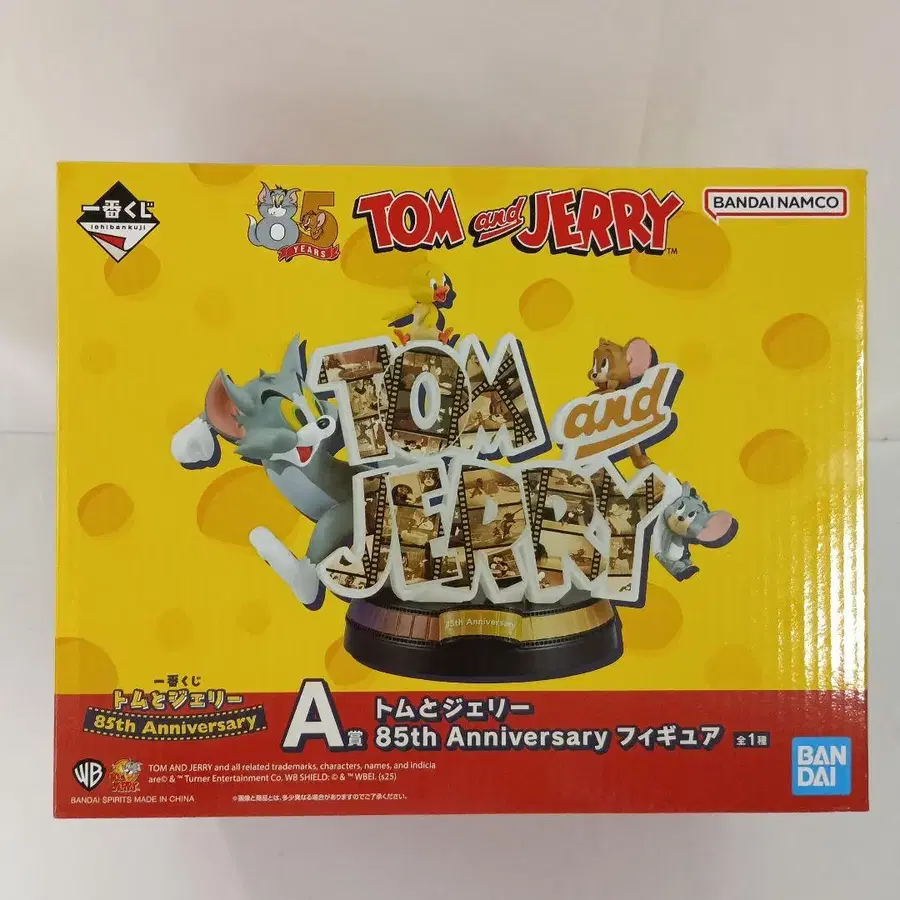 一番くじ
ichibankuji
85
YEARS
TOM and JERRY™
BANDAI NAMCO
TOM and JERRY
85th Anniversary
一番くじ
トムとジェリー
85th Anniversary
A賞
トムとジェリー
85th Anniversary フィギュア 全1種
WB
TOM AND JERRY and all related trademarks, characters, names, and indicia
are© & ™ Turner Entertainment Co. WB SHIELD: © & ™ WBEI. (s25)
BANDAI SPIRITS MADE IN CHINA
※画像と商品とは、多少異なる場合がありますのでご了承ください。
BAN
DAI